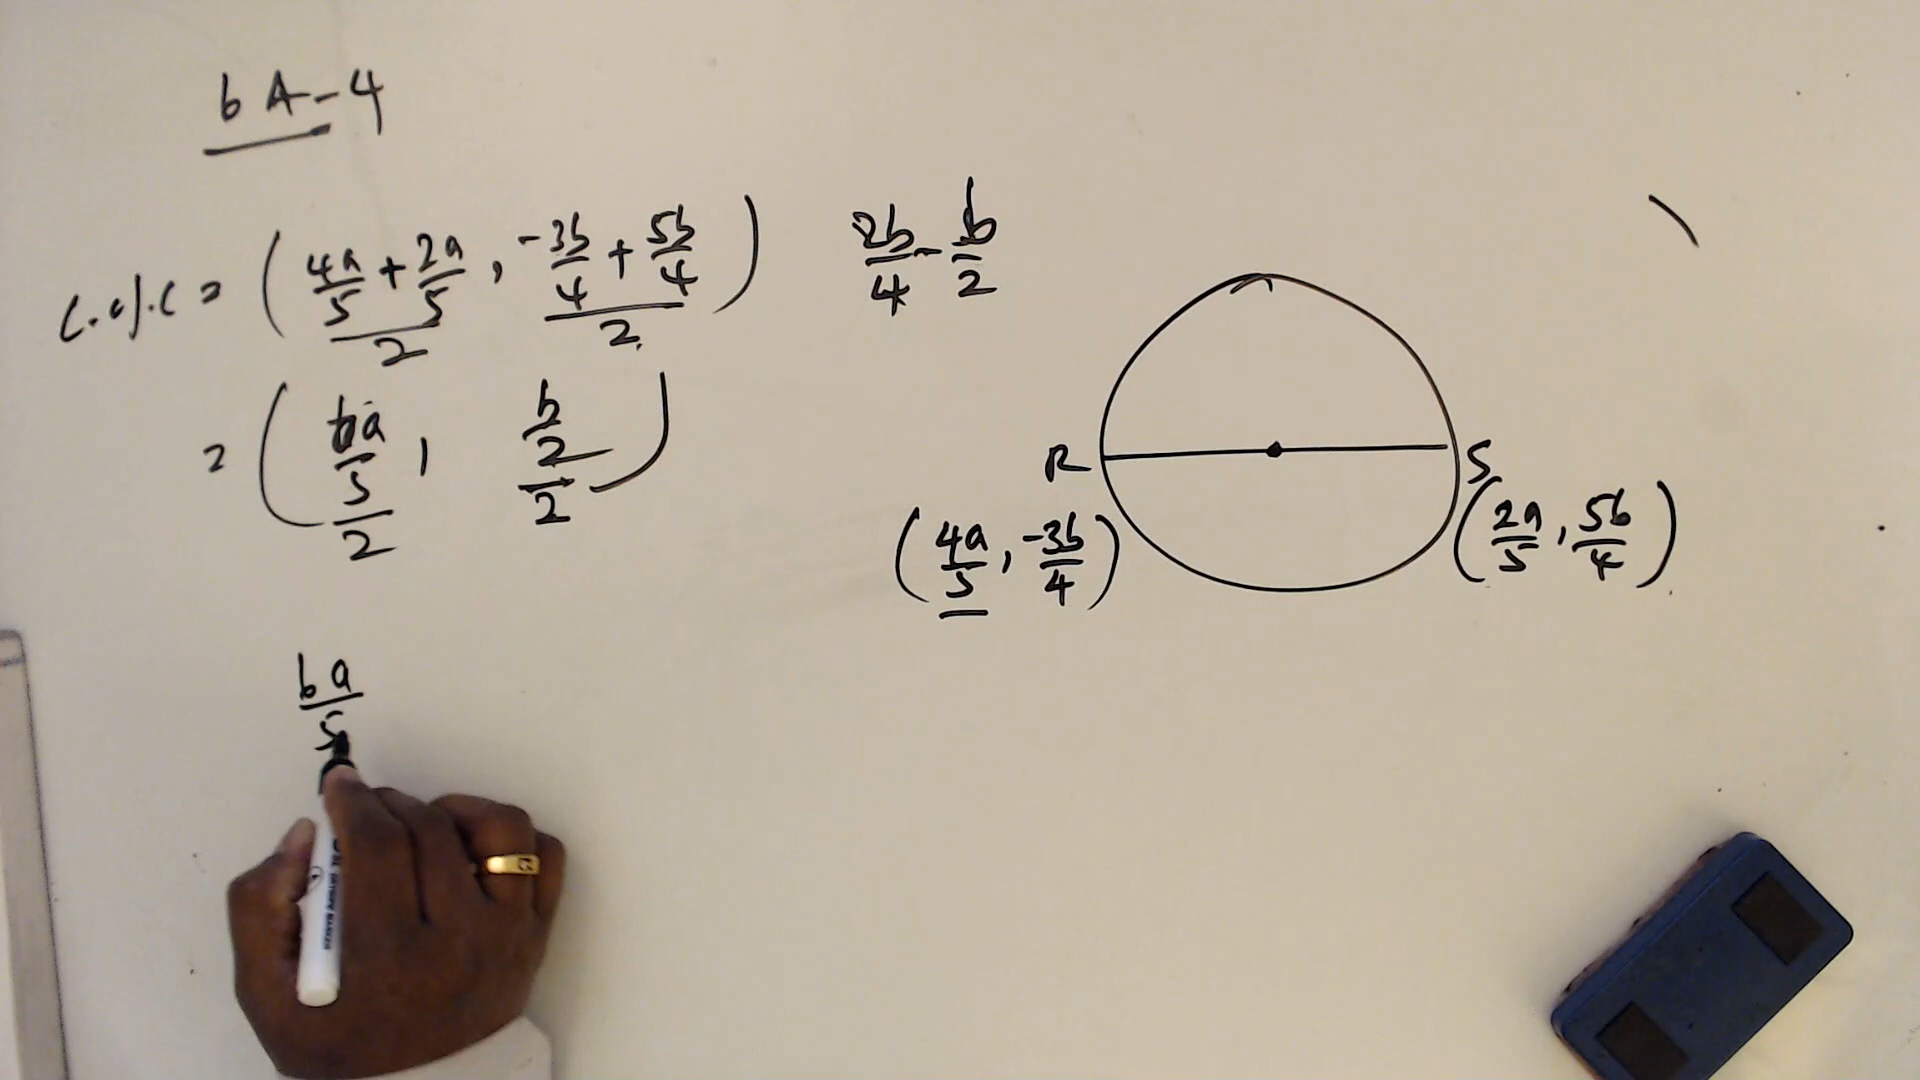 6A-4
C.o/.C = ( (4a/5 + 2a/5)/2 , (-3b/4 + 5b/4)/2 )
2b/4 - b/2
= ( (6a/5)/2 , (b/2)/2 )
R
S
(4a/5, -3b/4)
(2a/5, 5b/4)
6a/5